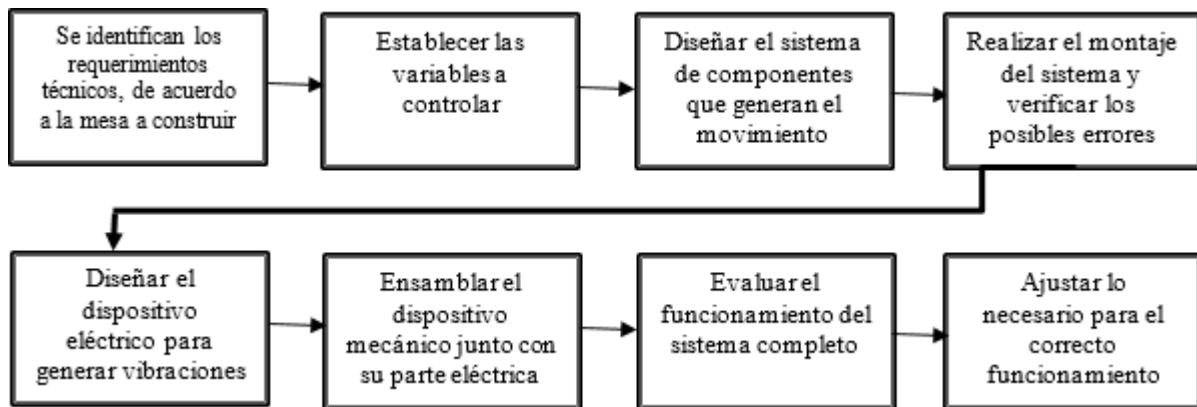 Se identifican los
requerimientos
técnicos, de acuerdo
a la mesa a construir
Establecer las
variables a
controlar
Diseñar el sistema
de componentes
que generan el
movimiento
Realizar el montaje
del sistema y
verificar los
posibles errores
Diseñar el
dispositivo
eléctrico para
generar vibraciones
Ensamblar el
dispositivo
mecánico junto con
su parte eléctrica
Evaluar el
funcionamiento del
sistema completo
Ajustar lo
necesario para el
correcto
funcionamiento